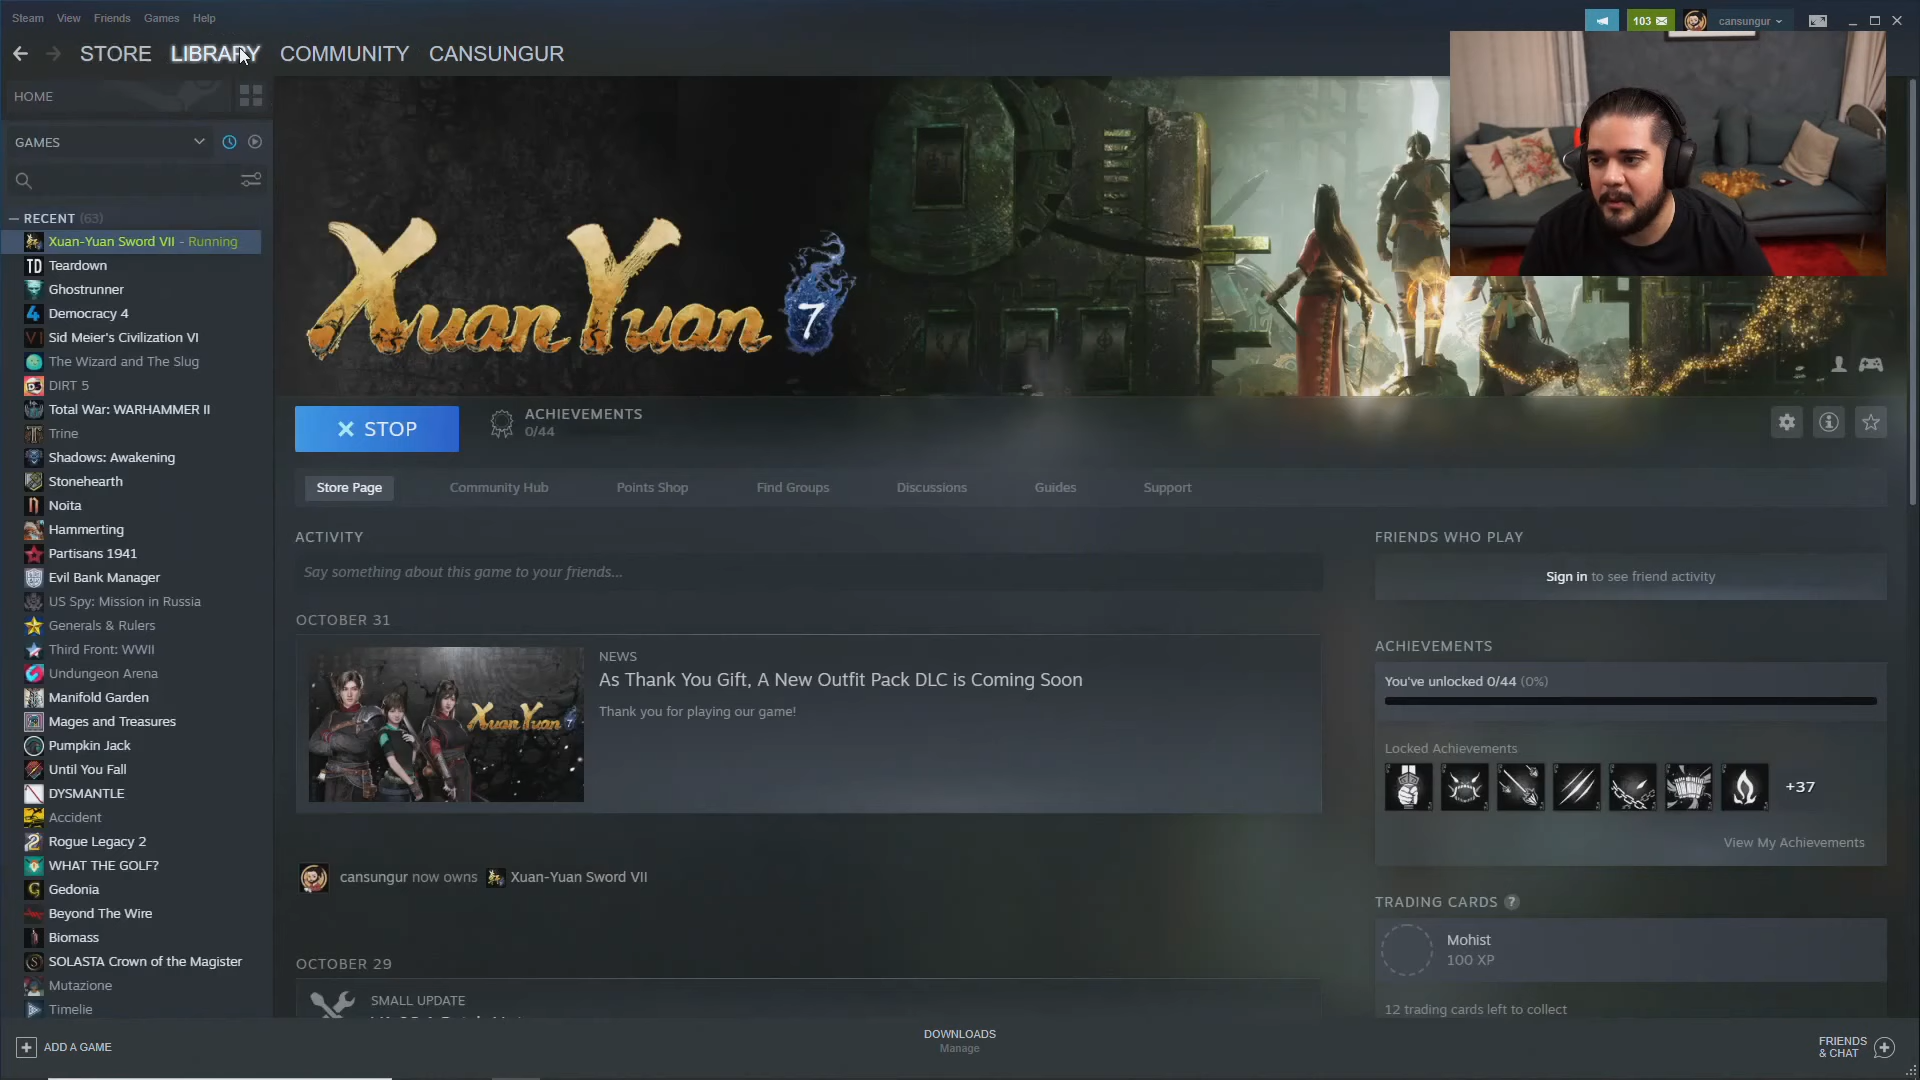 Steam View Friends Games Help
103
cansungur
STORE LIBRARY COMMUNITY CANSUNGUR
HOME
GAMES
RECENT (63)
Xuan-Yuan Sword VII - Running
TD Teardown
Ghostrunner
4 Democracy 4
VI Sid Meier's Civilization VI
The Wizard and The Slug
DIRT 5
Total War: WARHAMMER II
Trine
Shadows: Awakening
Stonehearth
Noita
Hammerting
Partisans 1941
Evil Bank Manager
US Spy: Mission in Russia
Generals & Rulers
Third Front: WWII
Undungeon Arena
Manifold Garden
Mages and Treasures
Pumpkin Jack
Until You Fall
DYSMANTLE
Accident
2 Rogue Legacy 2
WHAT THE GOLF?
G Gedonia
Beyond The Wire
Biomass
S SOLASTA Crown of the Magister
Mutazione
Timelie
ADD A GAME
Xuan Yuan 7
STOP
ACHIEVEMENTS
0/44
Store Page Community Hub Points Shop Find Groups Discussions Guides Support
ACTIVITY
Say something about this game to your friends...
OCTOBER 31
Xuan Yuan 7
NEWS
As Thank You Gift, A New Outfit Pack DLC is Coming Soon
Thank you for playing our game!
cansungur now owns Xuan-Yuan Sword VII
OCTOBER 29
SMALL UPDATE
FRIENDS WHO PLAY
Sign in to see friend activity
ACHIEVEMENTS
You've unlocked 0/44 (0%)
Locked Achievements
+37
View My Achievements
TRADING CARDS ?
Mohist
100 XP
12 trading cards left to collect
DOWNLOADS
Manage
FRIENDS
& CHAT